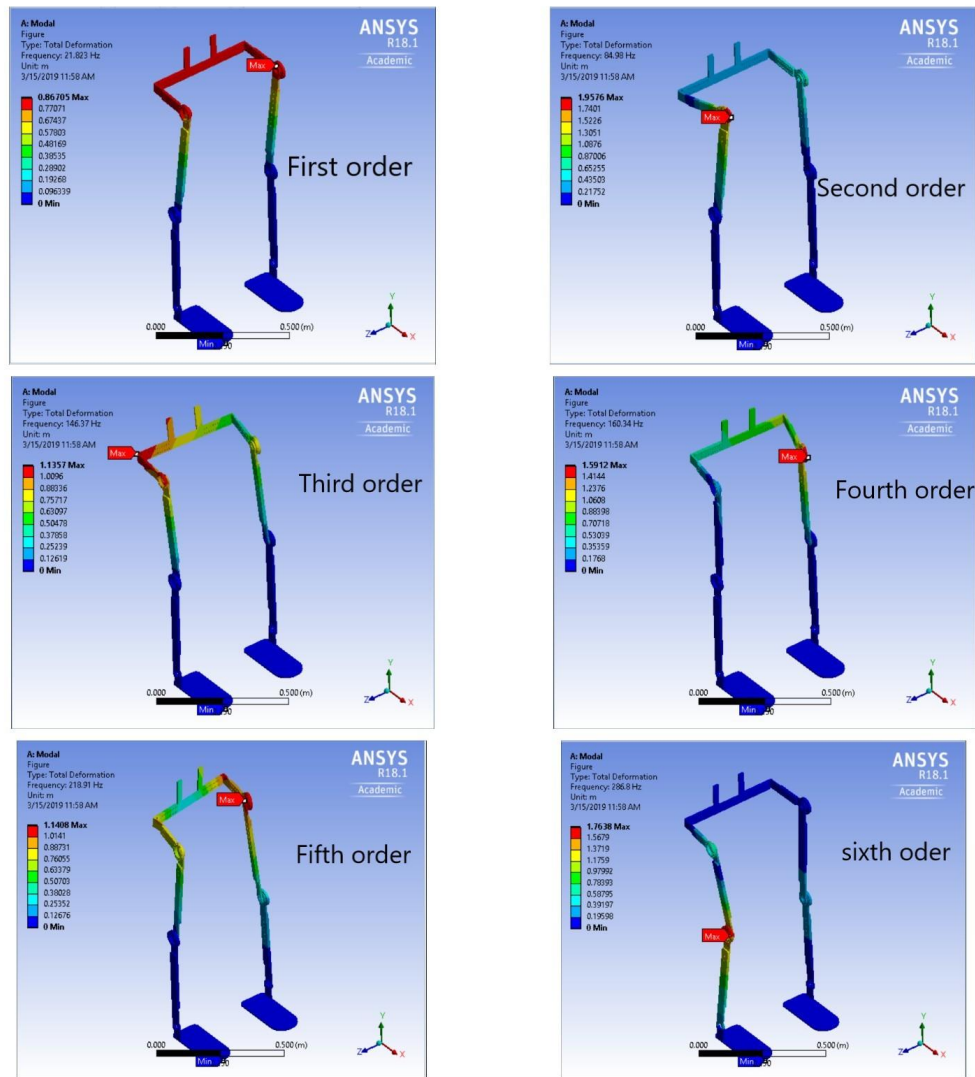 A: Modal
Figure
Type: Total Deformation
Frequency: 21.823 Hz
Unit: m
3/15/2019 11:58 AM
ANSYS
R18.1
Academic
0.86705 Max
0.77071
0.67437
0.57803
0.48169
0.38535
0.28902
0.19268
0.096339
0 Min
Max
First order
0.000
0.500 (m)
Min
Y
Z
X
A: Modal
Figure
Type: Total Deformation
Frequency: 84.98 Hz
Unit: m
3/15/2019 11:58 AM
ANSYS
R18.1
Academic
1.9576 Max
1.7401
1.5226
1.3051
1.0876
0.87006
0.65255
0.43503
0.21752
0 Min
Max
Second order
0.000
0.500 (m)
Min
Y
Z
X
A: Modal
Figure
Type: Total Deformation
Frequency: 146.37 Hz
Unit: m
3/15/2019 11:58 AM
ANSYS
R18.1
Academic
1.1357 Max
1.0096
0.88336
0.75717
0.63097
0.50478
0.37858
0.25239
0.12619
0 Min
Max
Third order
0.000
0.500 (m)
Min
Y
Z
X
A: Modal
Figure
Type: Total Deformation
Frequency: 160.34 Hz
Unit: m
3/15/2019 11:58 AM
ANSYS
R18.1
Academic
1.5912 Max
1.4144
1.2376
1.0608
0.88398
0.70718
0.53039
0.35359
0.1768
0 Min
Max
Fourth order
0.000
0.500 (m)
Min
Y
Z
X
A: Modal
Figure
Type: Total Deformation
Frequency: 218.91 Hz
Unit: m
3/15/2019 11:58 AM
ANSYS
R18.1
Academic
1.1408 Max
1.0141
0.88731
0.76055
0.63379
0.50703
0.38028
0.25352
0.12676
0 Min
Max
Fifth order
0.000
0.500 (m)
Min
Y
Z
X
A: Modal
Figure
Type: Total Deformation
Frequency: 286.8 Hz
Unit: m
3/15/2019 11:58 AM
ANSYS
R18.1
Academic
1.7638 Max
1.5679
1.3719
1.1759
0.97992
0.78393
0.58795
0.39197
0.19598
0 Min
Max
sixth oder
0.000
0.500 (m)
Min
Y
Z
X